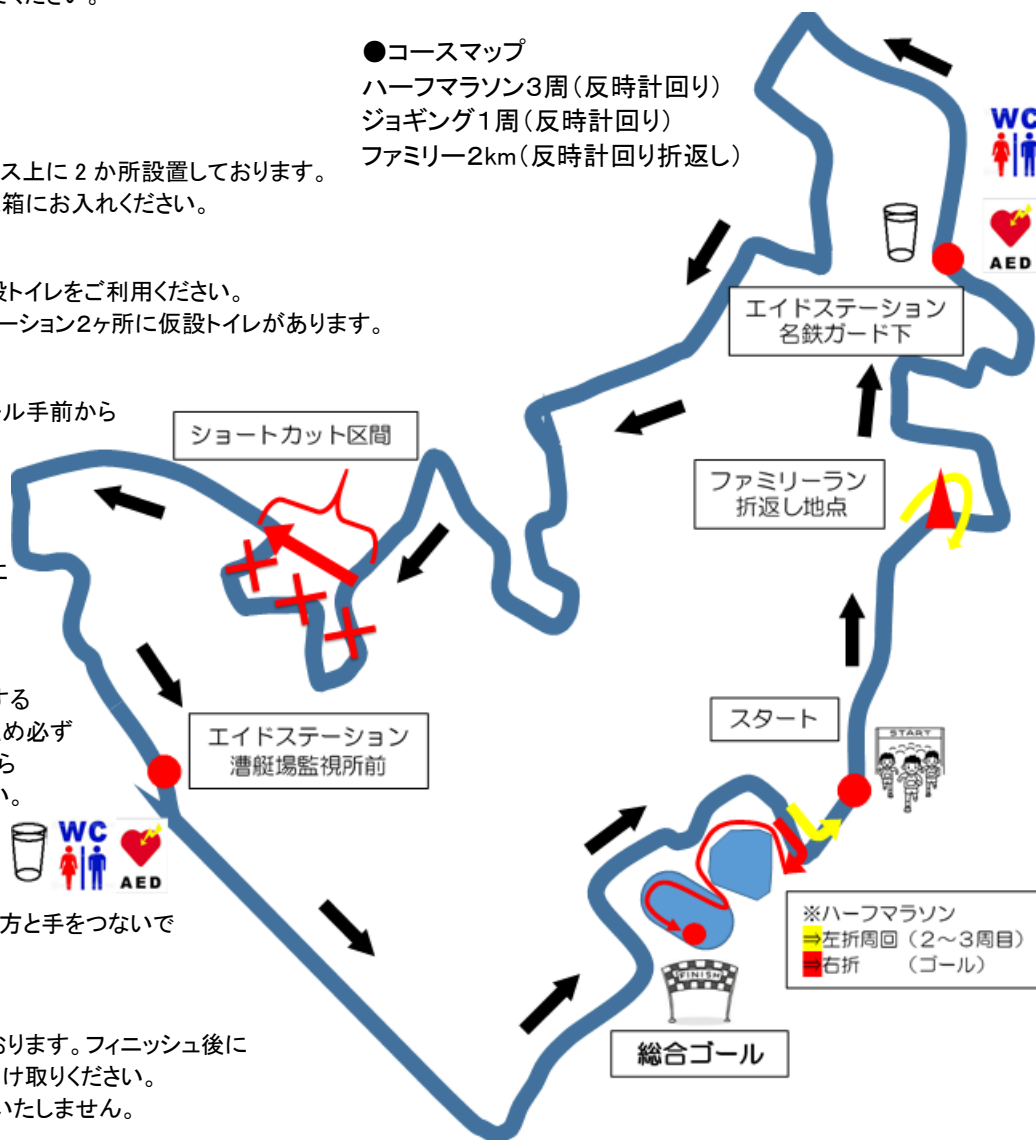 ください。
●コースマップ
ハーフマラソン3周(反時計回り)
ジョギング1周(反時計回り)
ファミリー2km(反時計回り折返し)
ス上に 2 か所設置しております。
箱にお入れください。
設トイレをご利用ください。
ーション2ヶ所に仮設トイレがあります。
ール手前から
する
め必ず
ら
い。
方と手をつないで
おります。フィニッシュ後に
け取りください。
いたしません。
WC
AED
エイドステーション
名鉄ガード下
ショートカット区間
ファミリーラン
折返し地点
スタート
START
エイドステーション
漕艇場監視所前
WC
AED
※ハーフマラソン
⇒左折周回(2～3周目)
⇒右折 (ゴール)
FINISH
総合ゴール